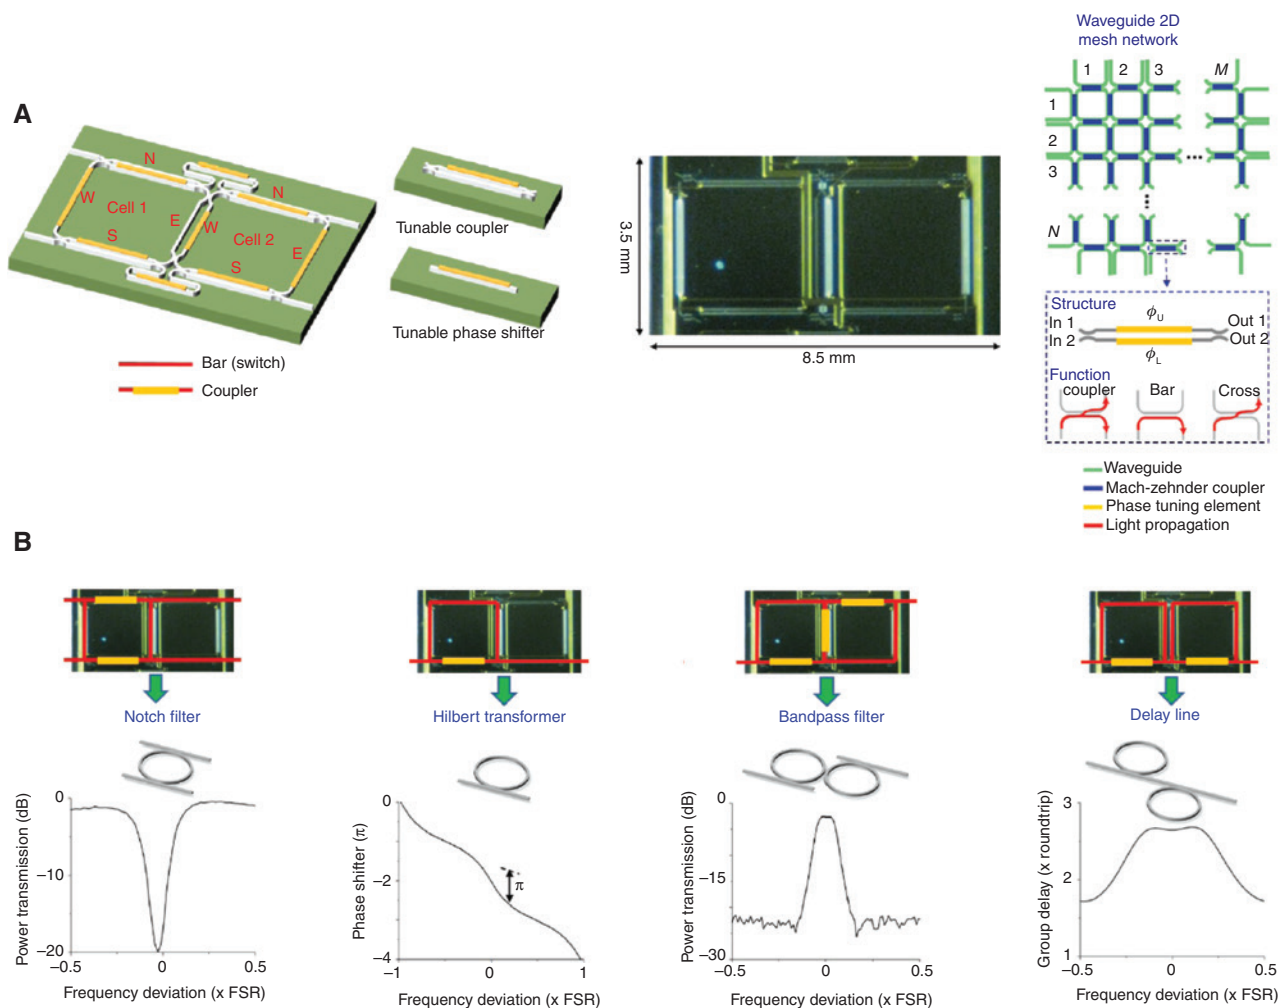 A
N
N
W
Cell 1
E
W
Cell 2
E
S
S
Tunable coupler
Tunable phase shifter
Bar (switch)
Coupler
3.5 mm
8.5 mm
Waveguide 2D
mesh network
1 2 3 M
1
2
3
N
Structure
ϕU
In 1 Out 1
In 2 Out 2
ϕL
Function
coupler Bar Cross
Waveguide
Mach-zehnder coupler
Phase tuning element
Light propagation
B
Notch filter
Power transmission (dB)
0
−10
−20
−0.5 0 0.5
Frequency deviation (x FSR)
Hilbert transformer
Phase shifter (π)
0
−2
−4
π
−1 0 1
Frequency deviation (x FSR)
Bandpass filter
Power transmission (dB)
0
−15
−30
−0.5 0 0.5
Frequency deviation (x FSR)
Delay line
Group delay (x roundtrip)
3
2
1
−0.5 0 0.5
Frequency deviation (x FSR)